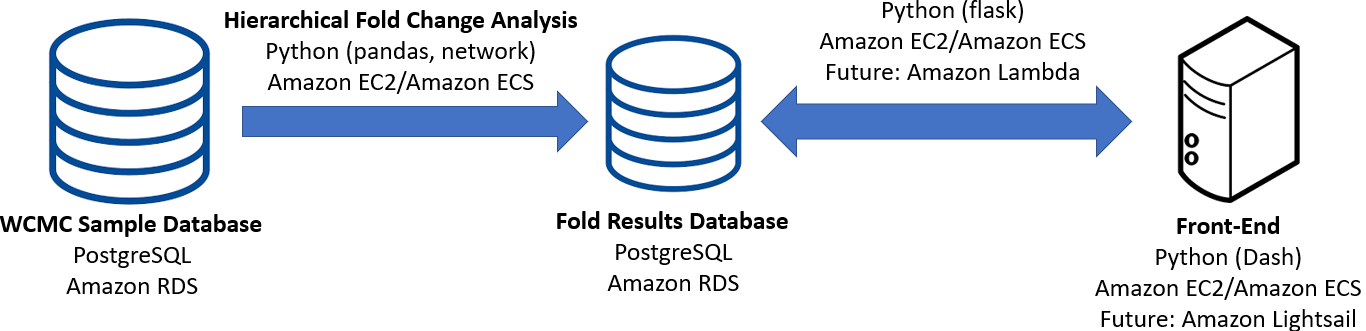 Hierarchical Fold Change Analysis
Python (pandas, network)
Amazon EC2/Amazon ECS
Python (flask)
Amazon EC2/Amazon ECS
Future: Amazon Lambda
WCMC Sample Database
PostgreSQL
Amazon RDS
Fold Results Database
PostgreSQL
Amazon RDS
Front-End
Python (Dash)
Amazon EC2/Amazon ECS
Future: Amazon Lightsail